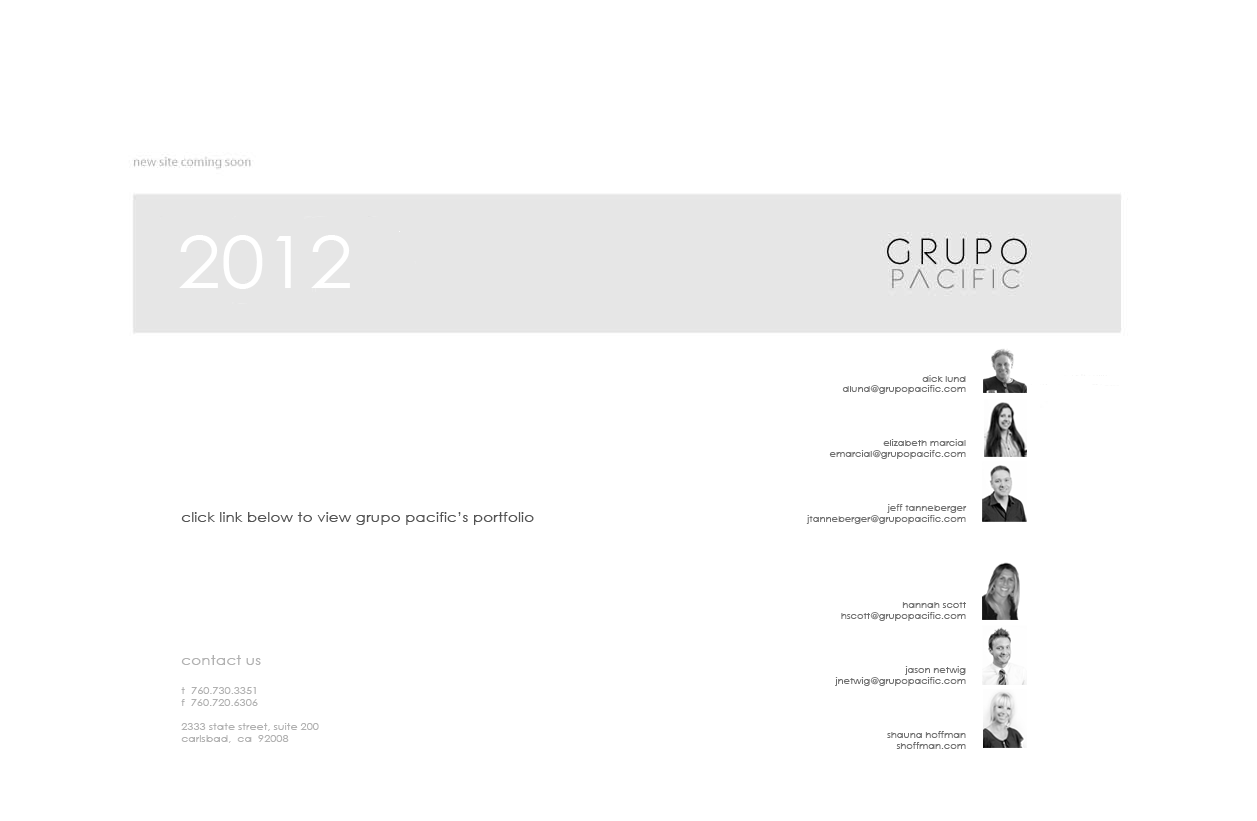 new site coming soon
2012
GRUPO
PACIFIC
dick lund
dlund@grupopacific.com
elizabeth marcial
emarcial@grupopacifc.com
jeff tanneberger
jtanneberger@grupopacific.com
click link below to view grupo pacific's portfolio
hannah scott
hscott@grupopacific.com
jason netwig
jnetwig@grupopacific.com
shauna hoffman
shoffman.com
contact us
t 760.730.3351
f 760.720.6306
2333 state street, suite 200
carlsbad, ca 92008